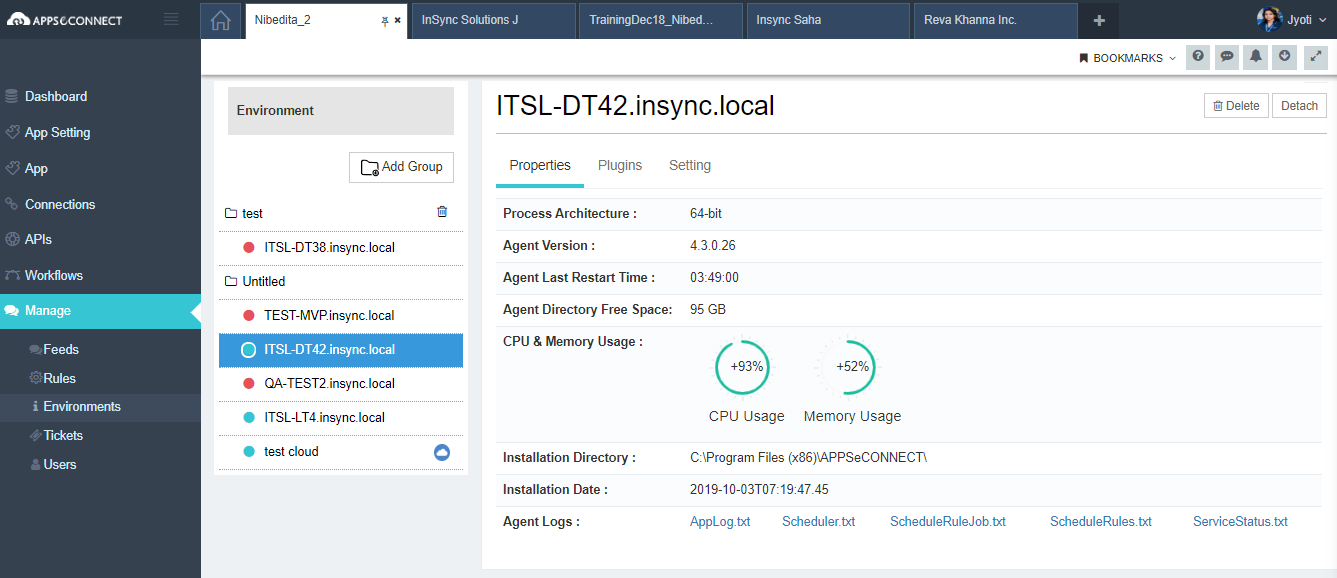 APPSeCONNECT
Nibedita_2
InSync Solutions J
TrainingDec18_Nibed...
Insync Saha
Reva Khanna Inc.
Jyoti
BOOKMARKS
Dashboard
App Setting
App
Connections
APIs
Workflows
Manage
Feeds
Rules
Environments
Tickets
Users
Environment
Add Group
test
ITSL-DT38.insync.local
Untitled
TEST-MVP.insync.local
ITSL-DT42.insync.local
QA-TEST2.insync.local
ITSL-LT4.insync.local
test cloud
ITSL-DT42.insync.local
Delete
Detach
Properties Plugins Setting
Process Architecture : 64-bit
Agent Version : 4.3.0.26
Agent Last Restart Time : 03:49:00
Agent Directory Free Space: 95 GB
CPU & Memory Usage :
+93% +52%
CPU Usage Memory Usage
Installation Directory : C:\Program Files (x86)\APPSeCONNECT\
Installation Date : 2019-10-03T07:19:47.45
Agent Logs : AppLog.txt Scheduler.txt ScheduleRuleJob.txt ScheduleRules.txt ServiceStatus.txt